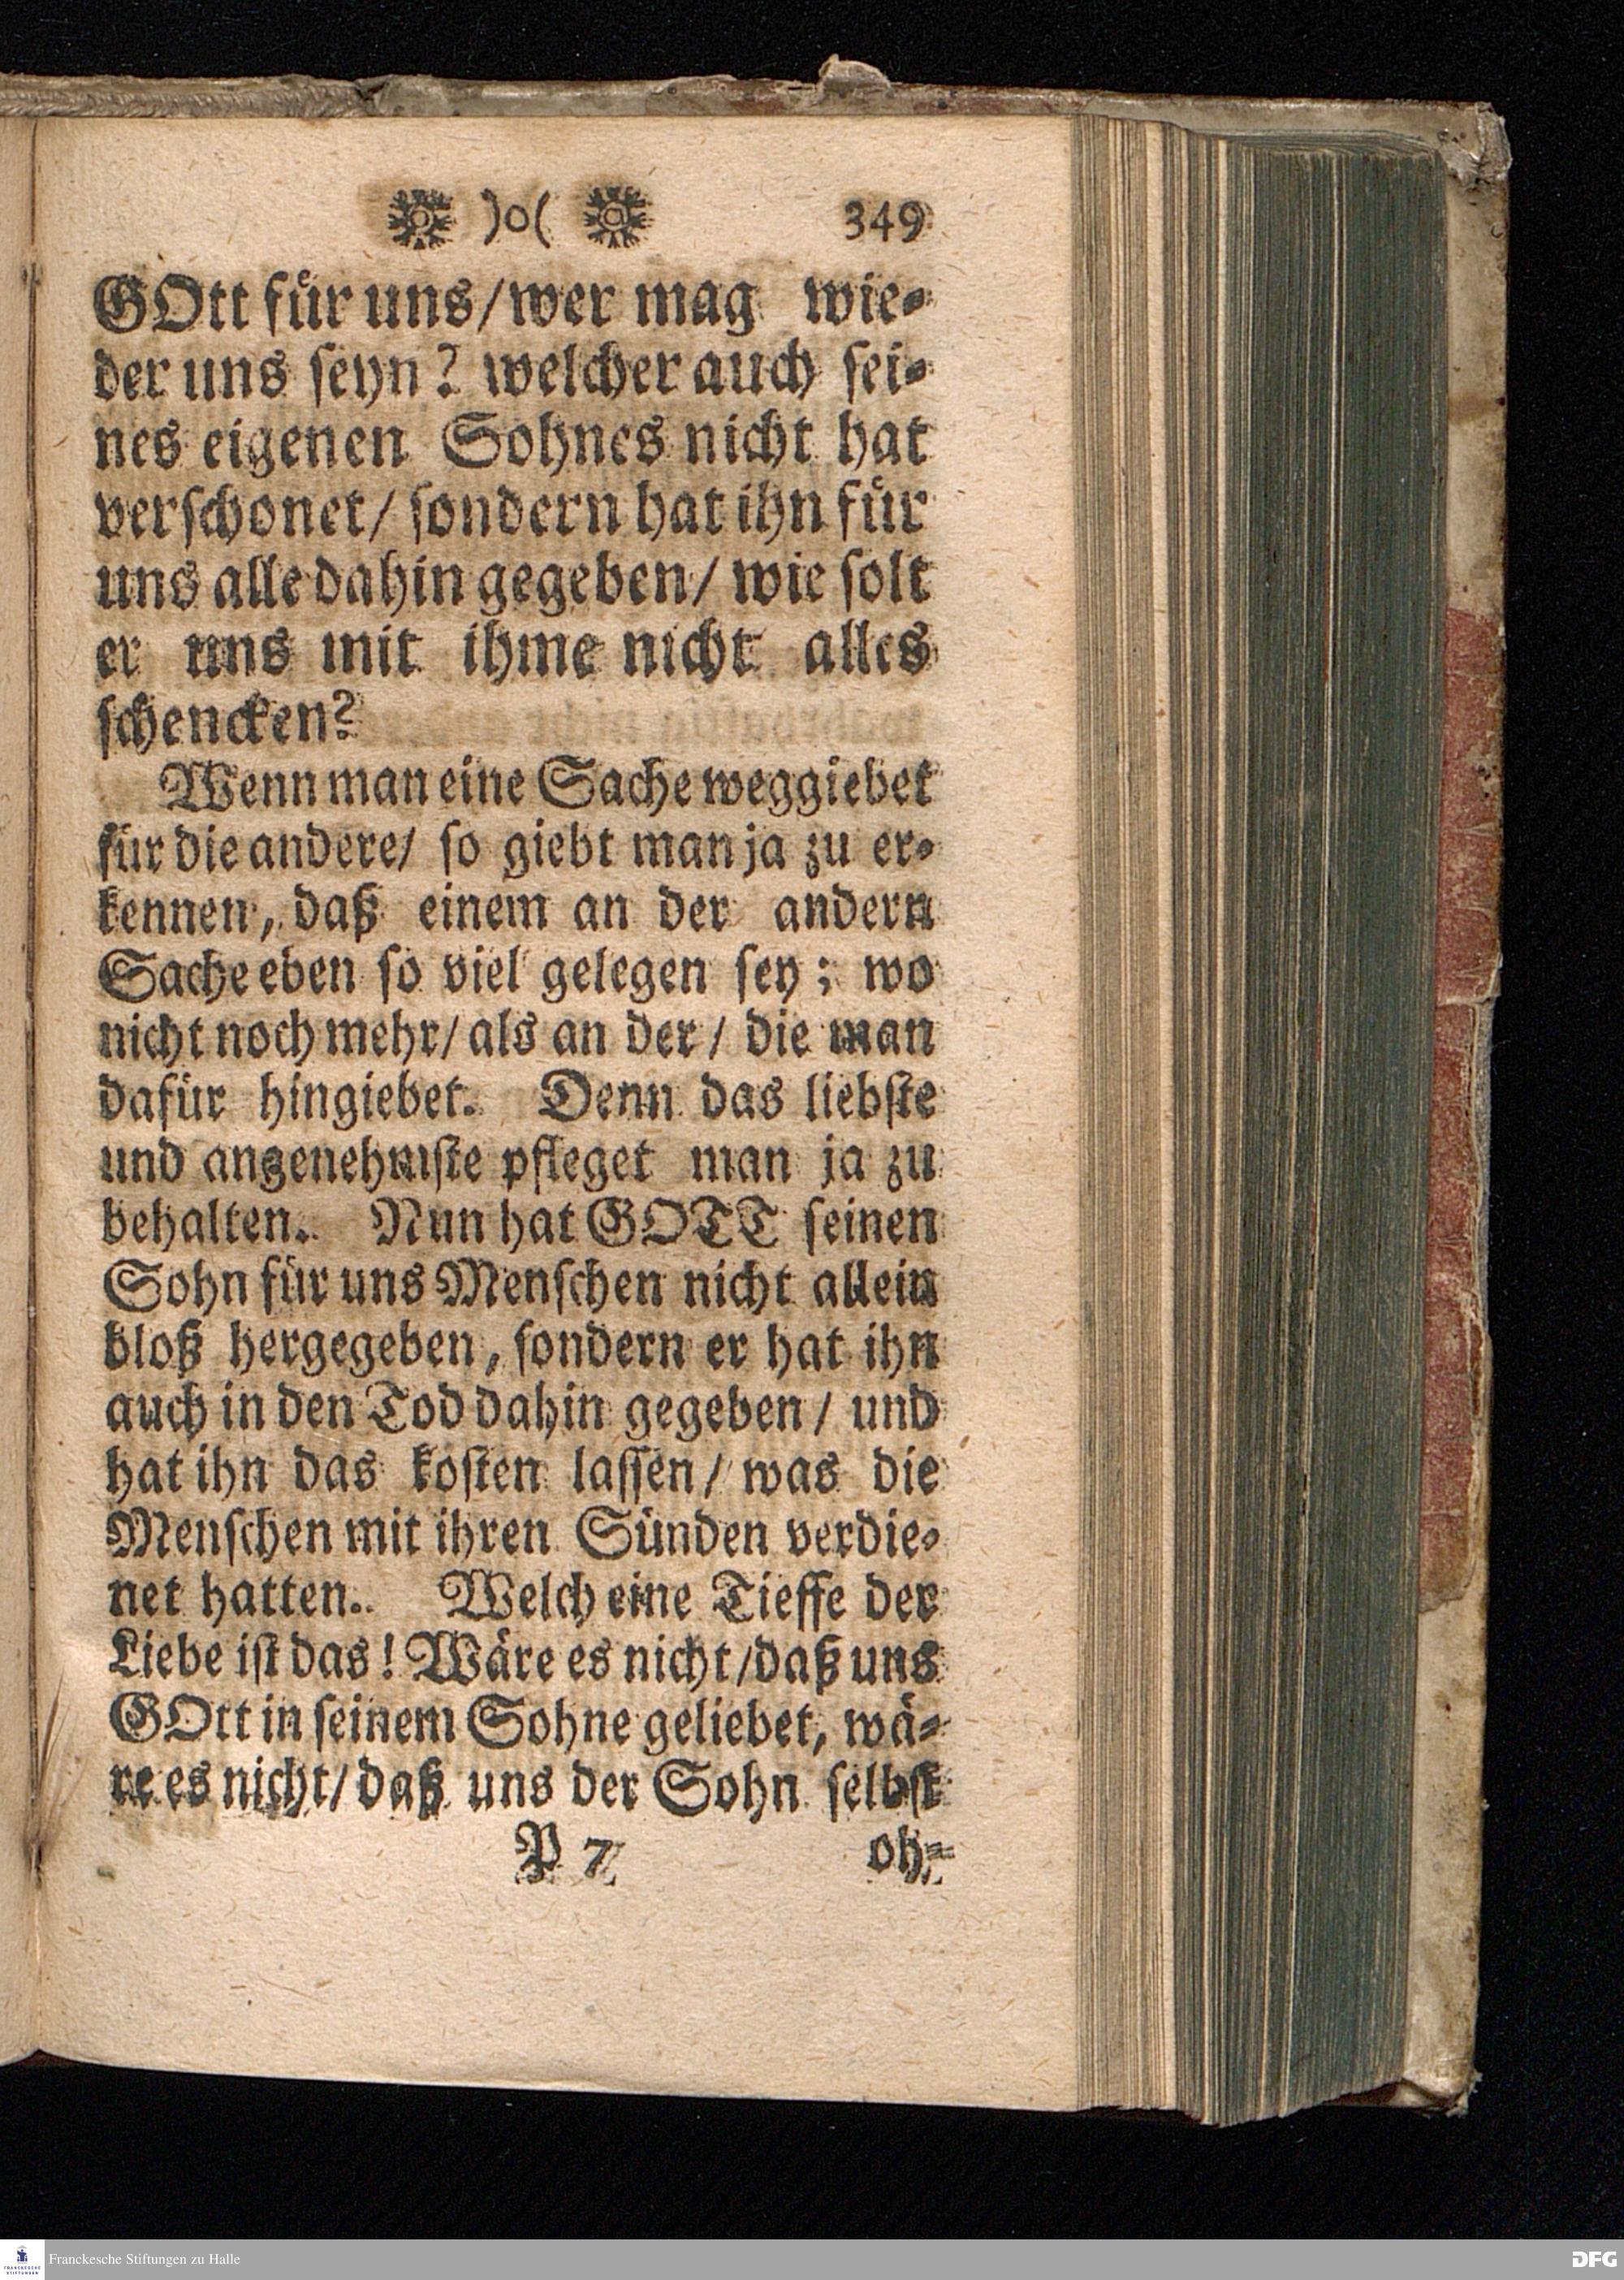 )o( 349
GOtt für uns/ wer mag wie-
der uns seyn? welcher auch sei-
nes eigenen Sohnes nicht hat
verschonet/ sondern hat ihn für
uns alle dahin gegeben/ wie solt
er uns mit ihme nicht alles
schencken?
Wenn man eine Sache weggiebet
für die andere/ so giebt man ja zu er-
kennen, daß einem an der andern
Sache eben so viel gelegen sey; wo
nicht noch mehr/ als an der/ die man
dafür hingiebet. Denn das liebste
und angenehmste pfleget man ja zu
behalten. Nun hat GOTT seinen
Sohn für uns Menschen nicht allein
bloß hergegeben, sondern er hat ihn
auch in den Tod dahin gegeben/ und
hat ihn das kosten lassen/ was die
Menschen mit ihren Sünden verdie-
net hatten. Welch eine Tieffe der
Liebe ist das! Wäre es nicht/ daß uns
GOtt in seinem Sohne geliebet, wä-
re es nicht/ daß uns der Sohn selbst
P 7 oh-
FRANCKESCHE STIFTUNGEN
Franckesche Stiftungen zu Halle
DFG